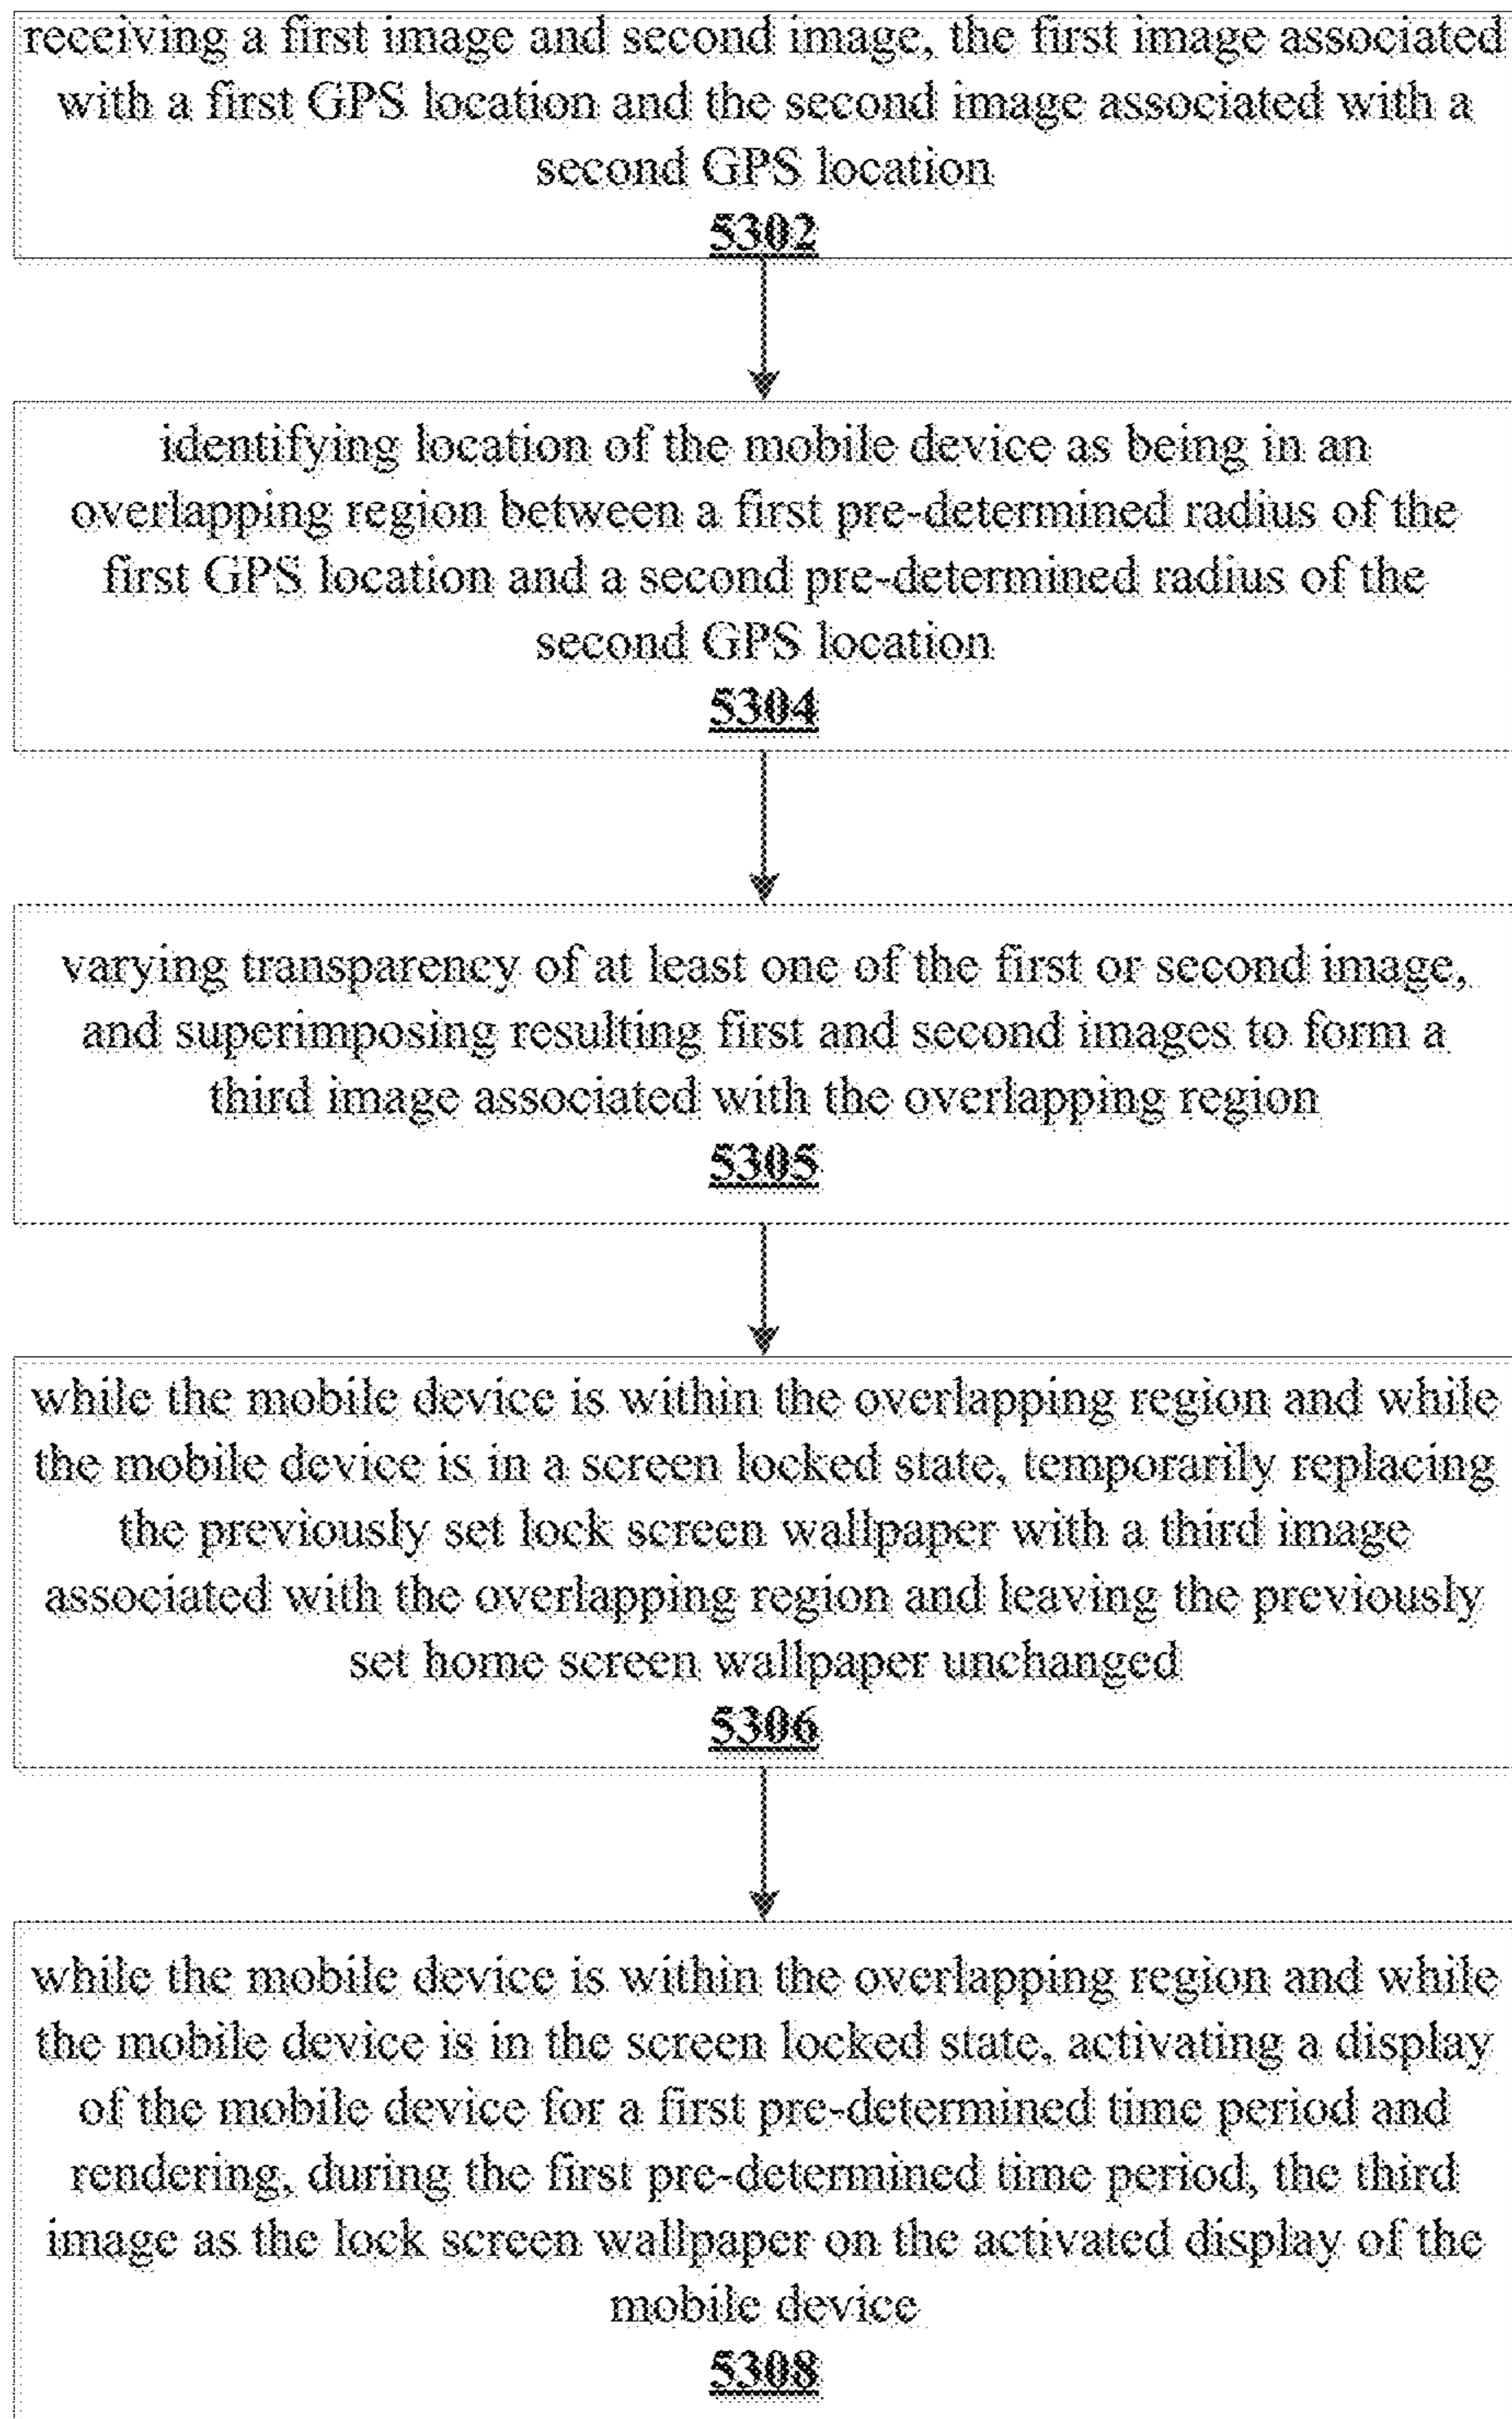 receiving a first image and second image, the first image associated
with a first GPS location and the second image associated with a
second GPS location
5302
identifying location of the mobile device as being in an
overlapping region between a first pre-determined radius of the
first GPS location and a second pre-determined radius of the
second GPS location
5304
varying transparency of at least one of the first or second image,
and superimposing resulting first and second images to form a
third image associated with the overlapping region
5305
while the mobile device is within the overlapping region and while
the mobile device is in a screen locked state, temporarily replacing
the previously set lock screen wallpaper with a third image
associated with the overlapping region and leaving the previously
set home screen wallpaper unchanged
5306
while the mobile device is within the overlapping region and while
the mobile device is in the screen locked state, activating a display
of the mobile device for a first pre-determined time period and
rendering, during the first pre-determined time period, the third
image as the lock screen wallpaper on the activated display of the
mobile device
5308